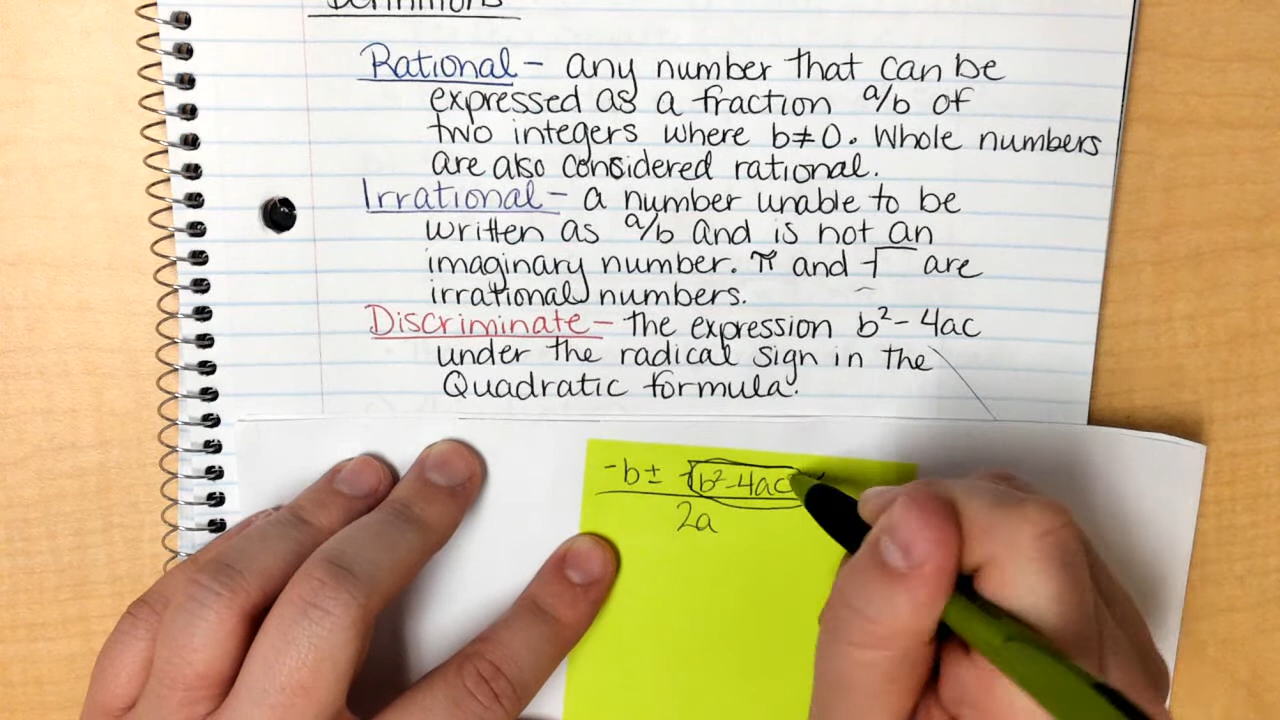 Definitions
Rational - any number that can be
expressed as a fraction a/b of
two integers where b≠0. Whole numbers
are also considered rational.
Irrational - a number unable to be
written as a/b and is not an
imaginary number. π and √ are
irrational numbers.
Discriminate - the expression b²-4ac
under the radical sign in the
Quadratic formula.
-b ± √b²-4ac
2a